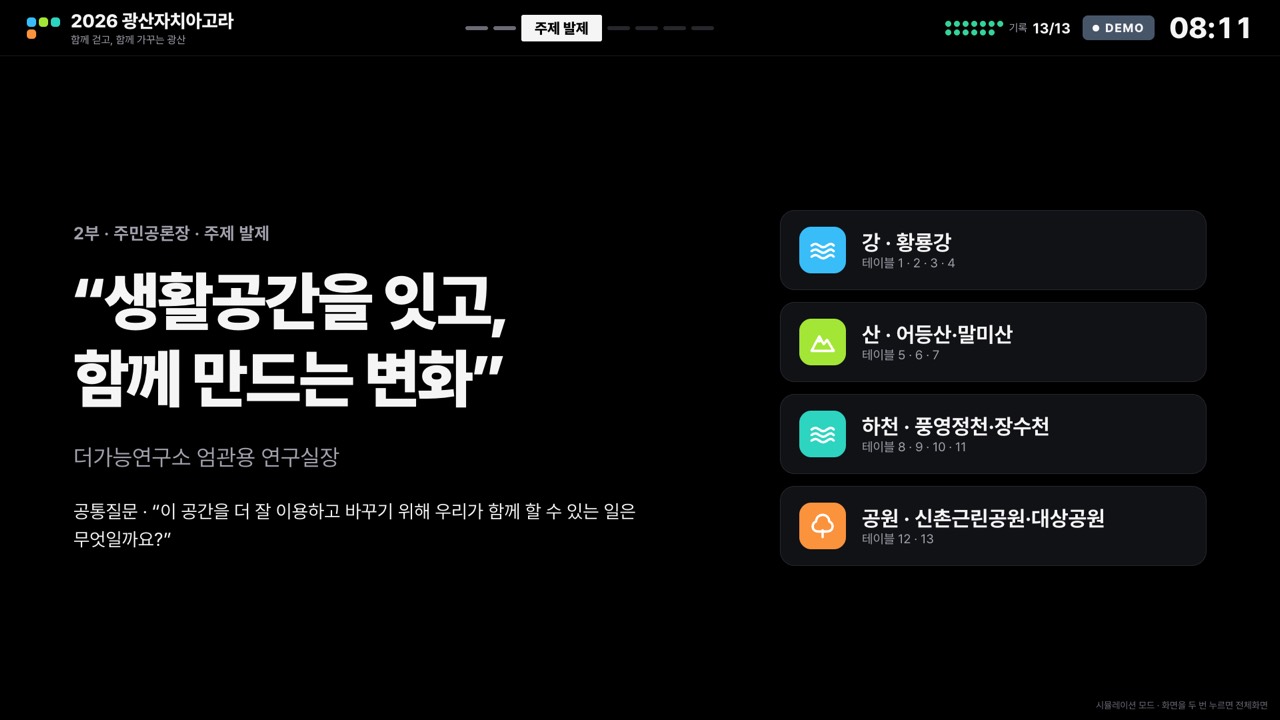 2026 광산자치아고라
함께 걷고, 함께 가꾸는 광산
주제 발제
기록 13/13
DEMO
08:11
2부 · 주민공론장 · 주제 발제
“생활공간을 잇고,
함께 만드는 변화”
더가능연구소 엄관용 연구실장
공통질문 · “이 공간을 더 잘 이용하고 바꾸기 위해 우리가 함께 할 수 있는 일은
무엇일까요?”
강 · 황룡강
테이블 1 · 2 · 3 · 4
산 · 어등산·말미산
테이블 5 · 6 · 7
하천 · 풍영정천·장수천
테이블 8 · 9 · 10 · 11
공원 · 신촌근린공원·대상공원
테이블 12 · 13
시뮬레이션 모드 · 화면을 두 번 누르면 전체화면